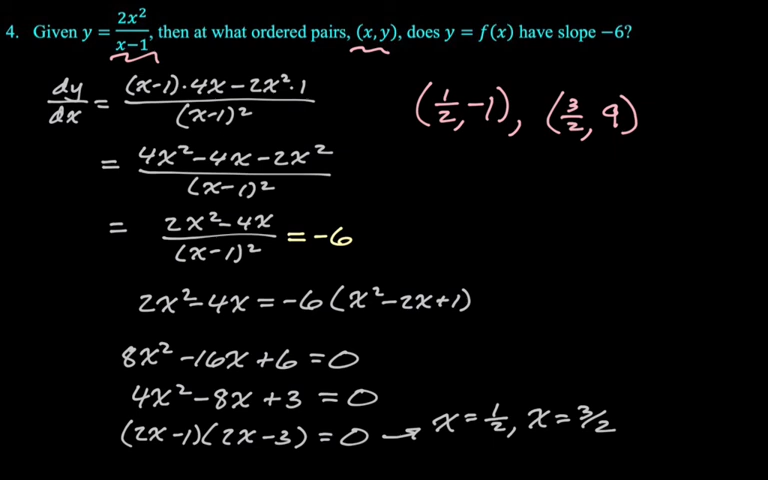 4. Given y = 2x²/(x−1), then at what ordered pairs, (x, y), does y = f(x) have slope −6?
dy/dx = ((x−1)·4x − 2x²·1)/(x−1)²
(1/2, −1), (3/2, 9)
= (4x² − 4x − 2x²)/(x−1)²
= (2x² − 4x)/(x−1)² = −6
2x² − 4x = −6(x² − 2x + 1)
8x² − 16x + 6 = 0
4x² − 8x + 3 = 0
(2x − 1)(2x − 3) = 0 → x = 1/2, x = 3/2